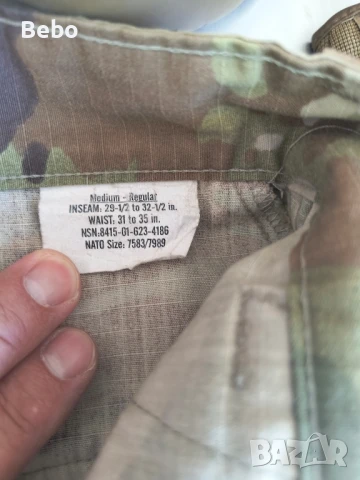 Bebo
Medium - Regular
INSEAM: 29-1/2 to 32-1/2 in.
WAIST: 31 to 35 in.
NSN:8415-01-623-4186
NATO Size: 7583/7989
BAZAR